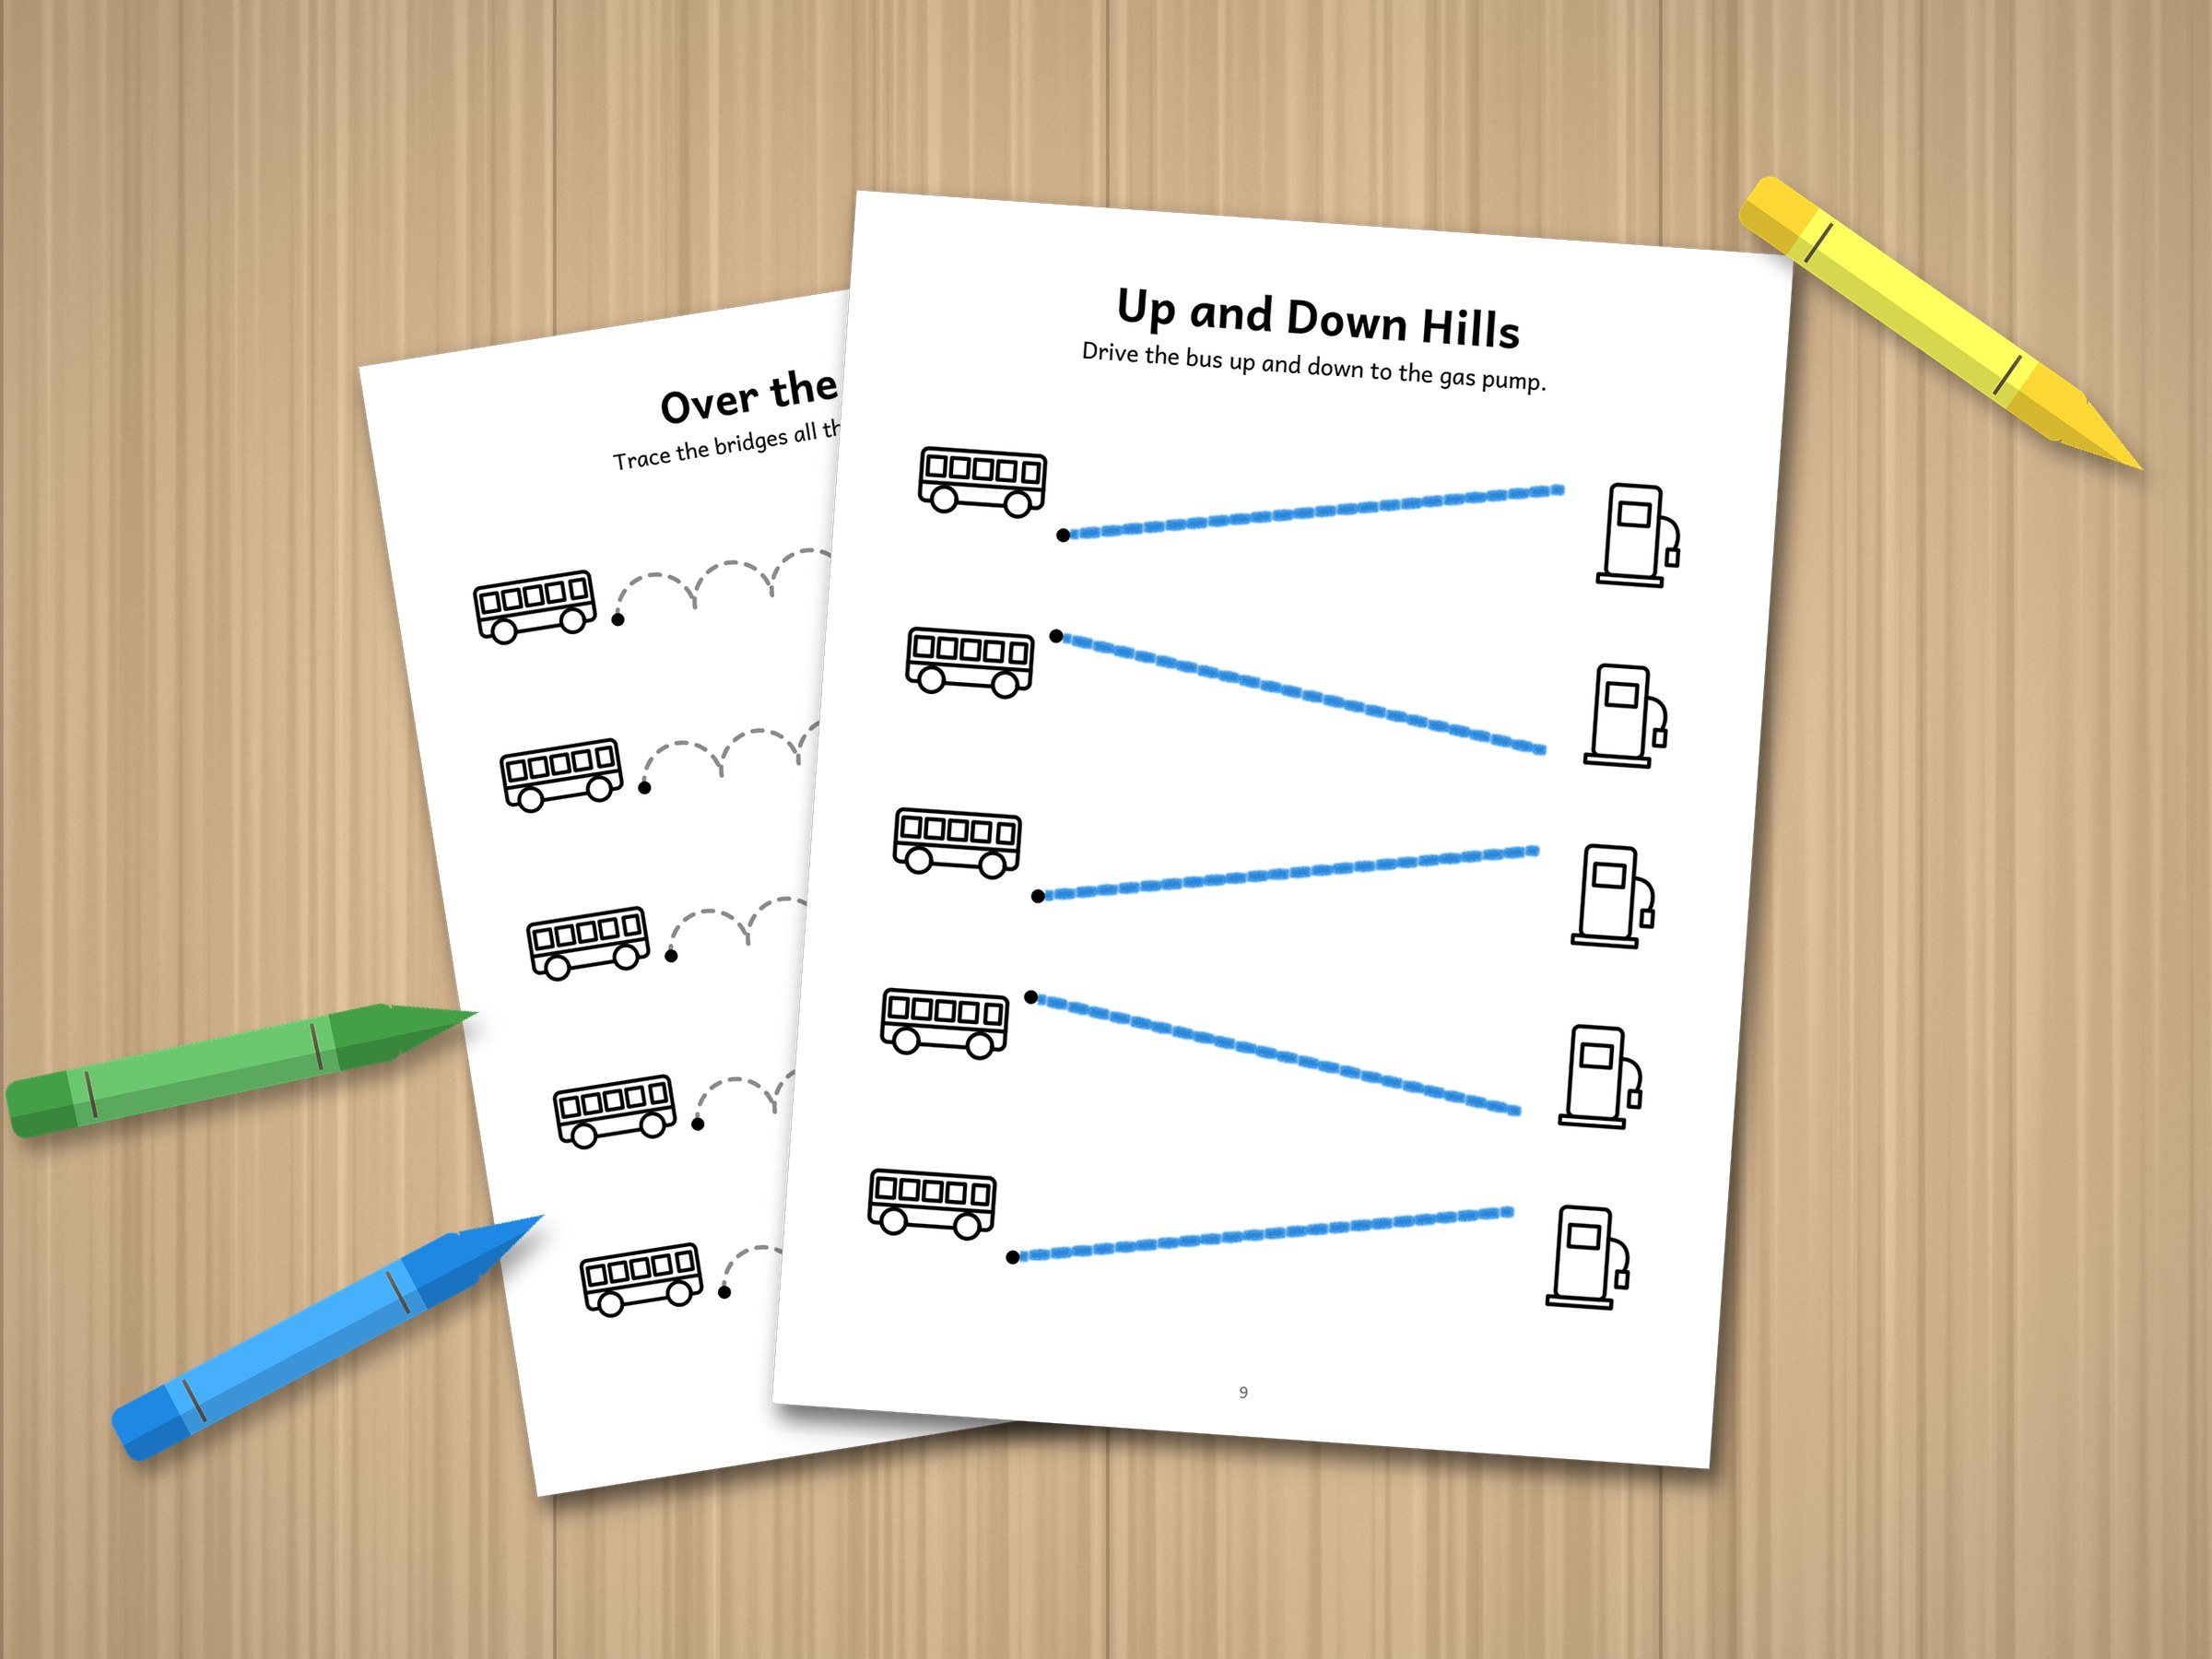 Over the
Trace the bridges all th
Up and Down Hills
Drive the bus up and down to the gas pump.
9